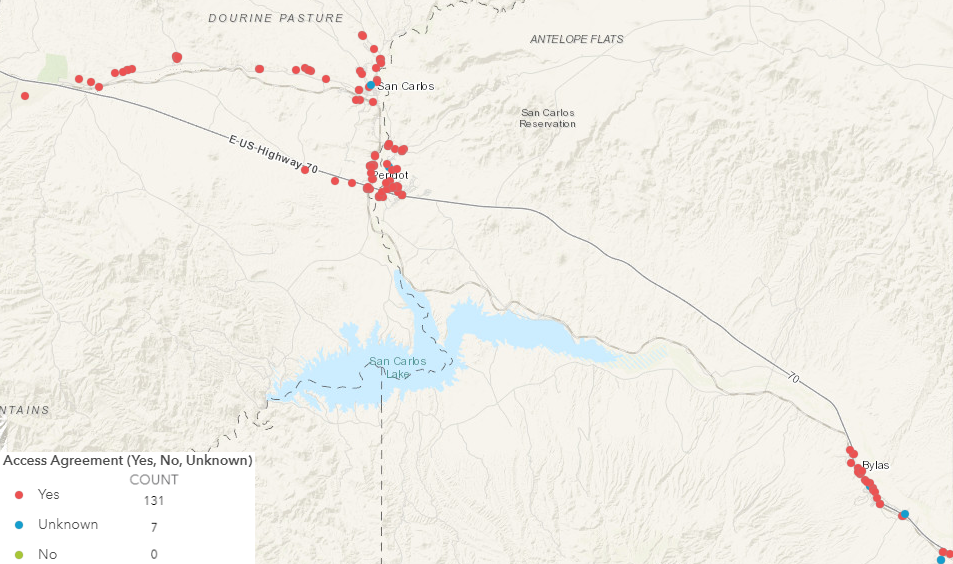 DOURINE PASTURE
ANTELOPE FLATS
San Carlos
San Carlos
Reservation
E-US-Highway-70
Peridot
San Carlos
Lake
70
NTAINS
Bylas
Access Agreement (Yes, No, Unknown)
COUNT
Yes 131
Unknown 7
No 0